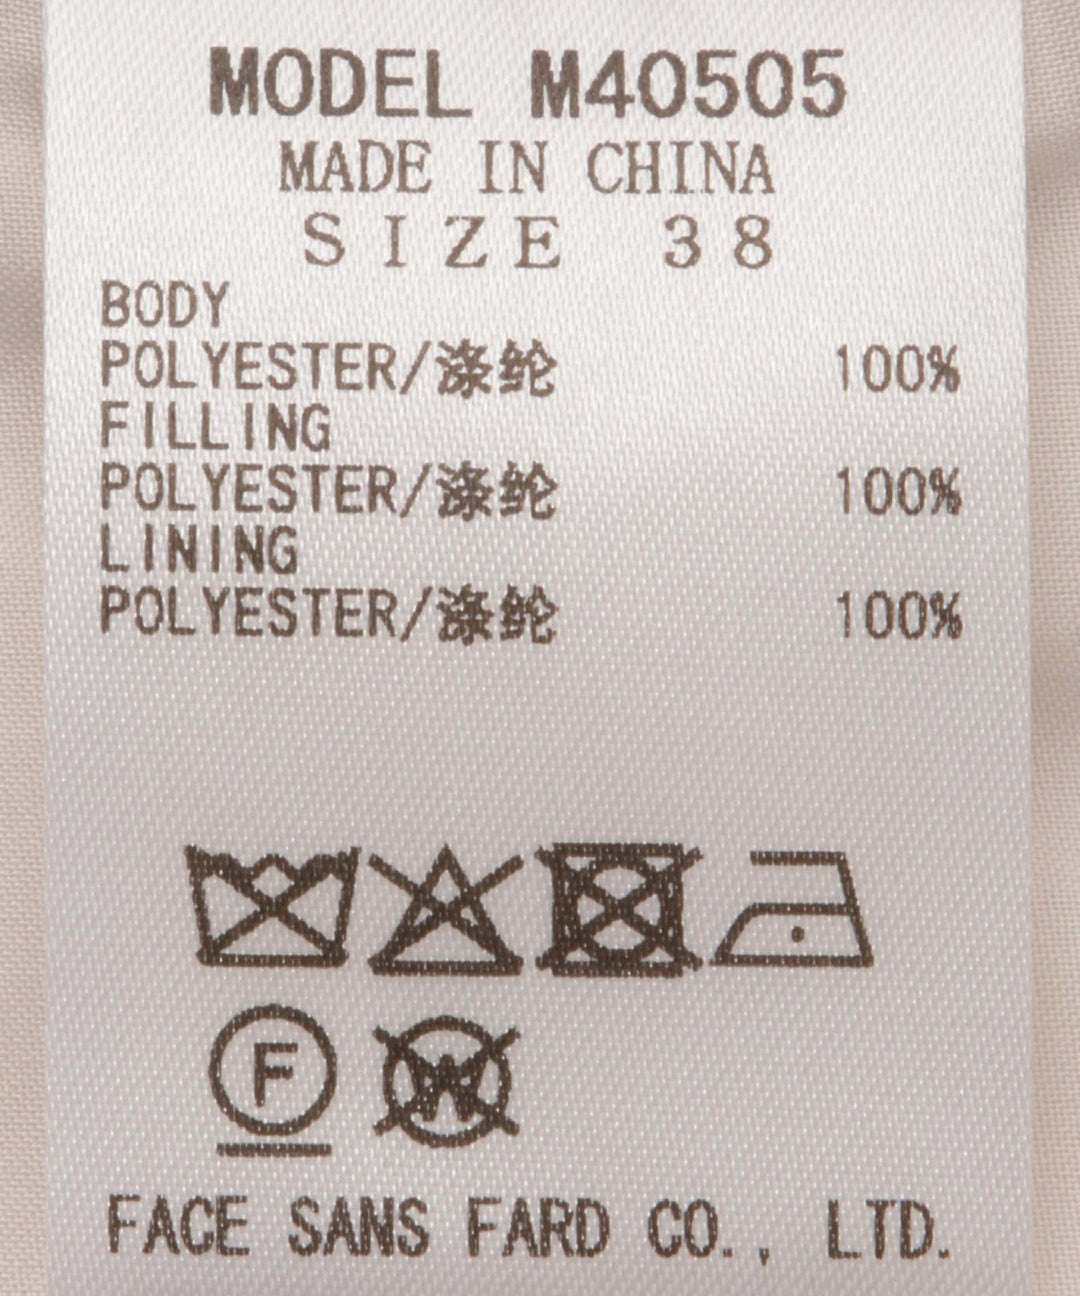 MODEL M40505
MADE IN CHINA
SIZE 38
BODY
POLYESTER/涤纶 100%
FILLING
POLYESTER/涤纶 100%
LINING
POLYESTER/涤纶 100%
F W
FACE SANS FARD CO., LTD.